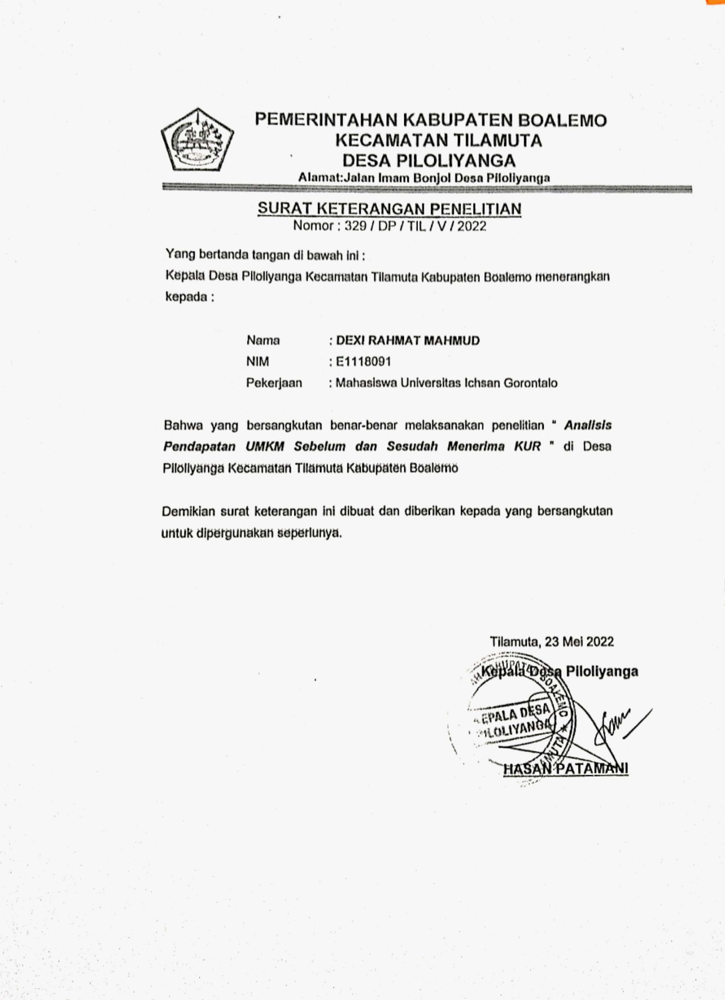 PEMERINTAHAN KABUPATEN BOALEMO
KECAMATAN TILAMUTA
DESA PILOLIYANGA
Alamat:Jalan Imam Bonjol Desa Piloliyanga
SURAT KETERANGAN PENELITIAN
Nomor : 329 / DP / TIL / V / 2022
Yang bertanda tangan di bawah ini :
Kepala Desa Piloliyanga Kecamatan Tilamuta Kabupaten Boalemo menerangkan
kepada :
Nama : DEXI RAHMAT MAHMUD
NIM : E1118091
Pekerjaan : Mahasiswa Universitas Ichsan Gorontalo
Bahwa yang bersangkutan benar-benar melaksanakan penelitian “ Analisis
Pendapatan UMKM Sebelum dan Sesudah Menerima KUR ” di Desa
Piloliyanga Kecamatan Tilamuta Kabupaten Boalemo
Demikian surat keterangan ini dibuat dan diberikan kepada yang bersangkutan
untuk dipergunakan seperlunya.
Tilamuta, 23 Mei 2022
Kepala Desa Piloliyanga
KABUPATEN BOALEMO
KEPALA DESA
PILOLIYANGA
HASAN PATAMANI